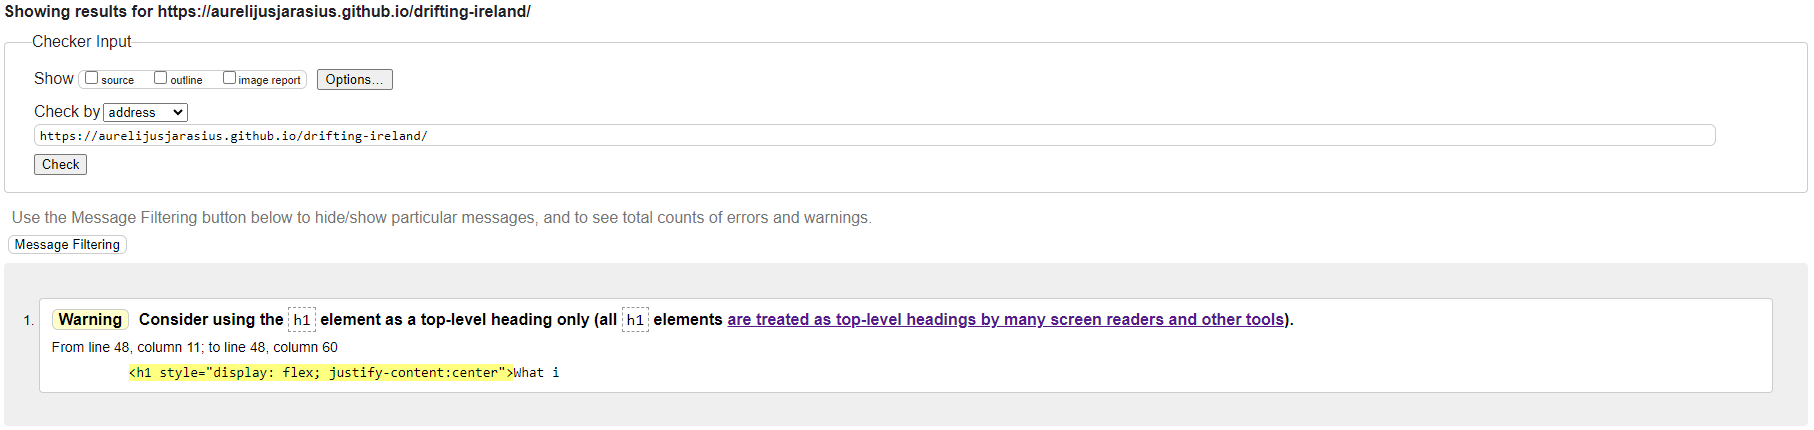 Showing results for https://aurelijusjarasius.github.io/drifting-ireland/
Checker Input
Show source outline image report Options...
Check by address
https://aurelijusjarasius.github.io/drifting-ireland/
Check
Use the Message Filtering button below to hide/show particular messages, and to see total counts of errors and warnings.
Message Filtering
1. Warning Consider using the h1 element as a top-level heading only (all h1 elements are treated as top-level headings by many screen readers and other tools).
From line 48, column 11; to line 48, column 60
<h1 style="display: flex; justify-content:center">What i